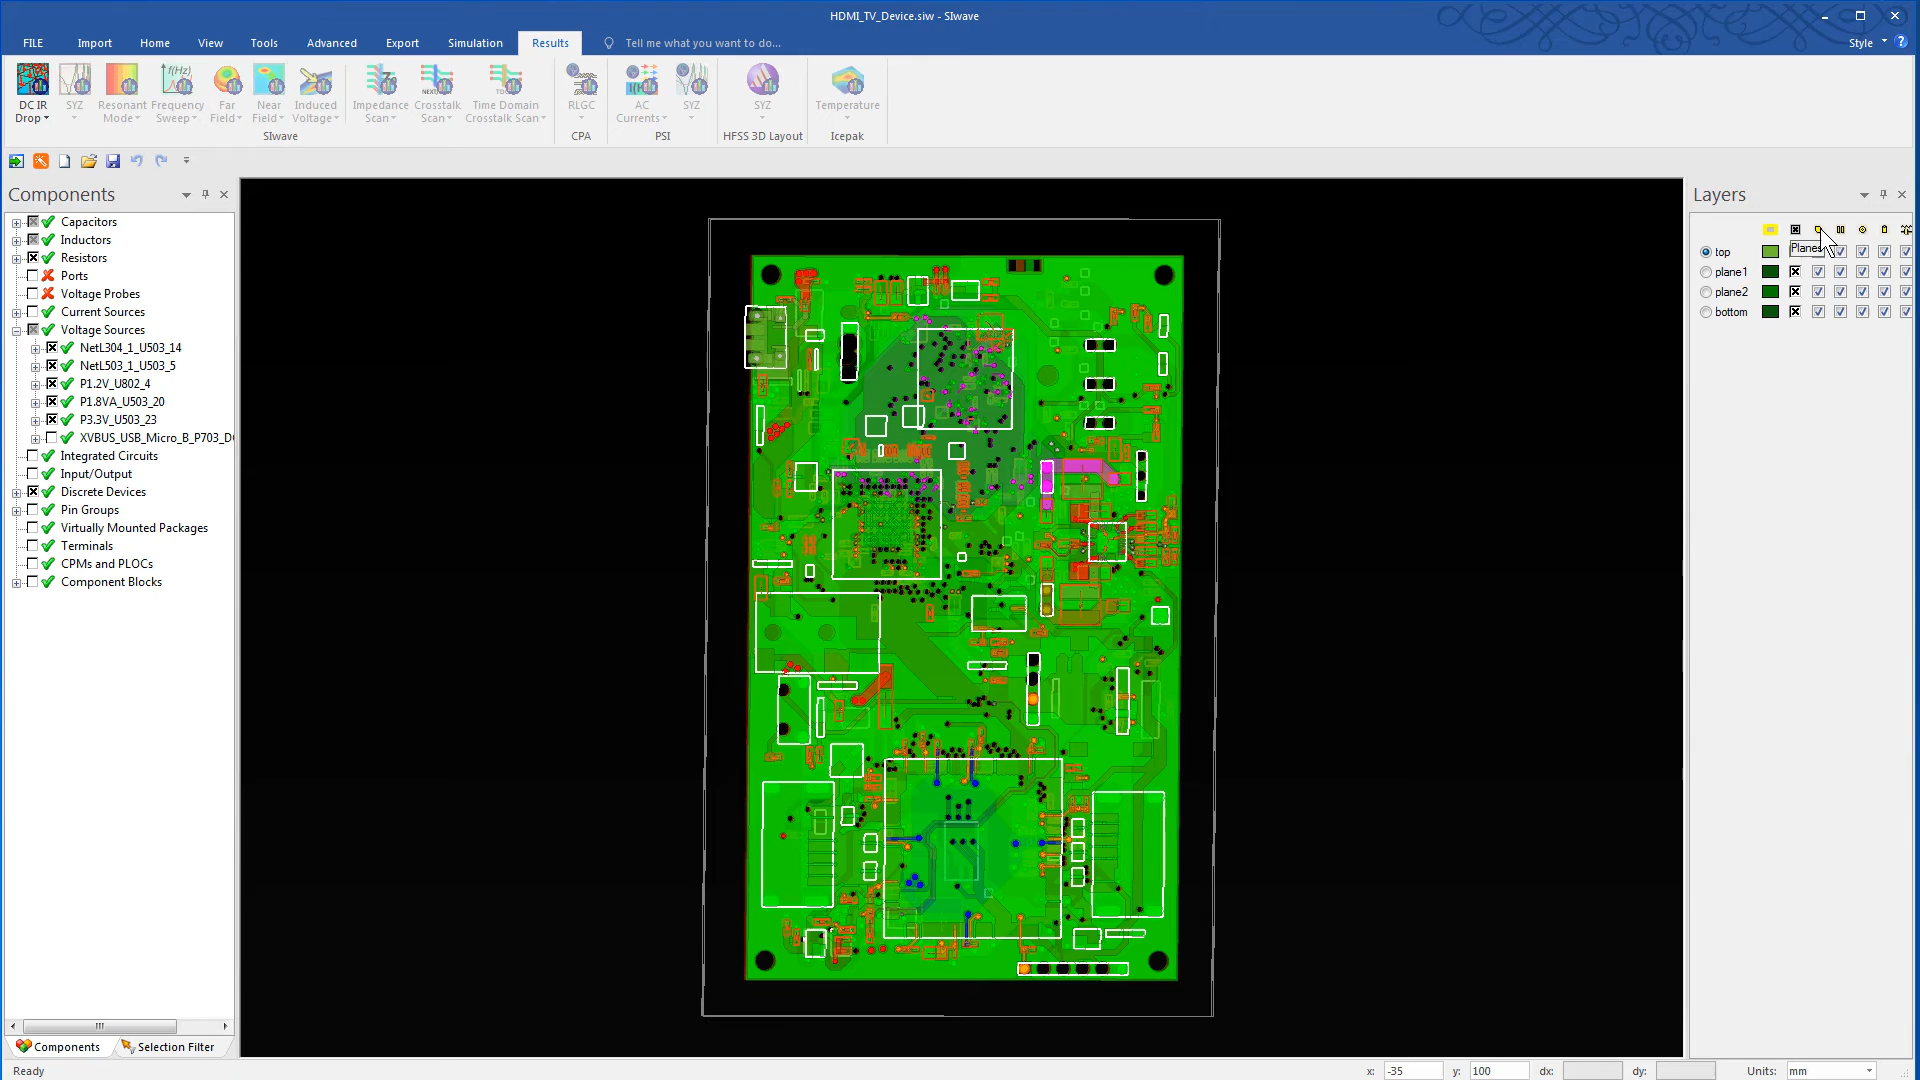 HDMI_TV_Device.siw - SIwave
FILE
Import
Home
View
Tools
Advanced
Export
Simulation
Results
Tell me what you want to do...
Style
DC IR Drop
SYZ
Resonant Mode
Frequency Sweep
Far Field
Near Field
Induced Voltage
Impedance Scan
Crosstalk Scan
Time Domain Crosstalk Scan
RLGC
AC Currents
SYZ
SYZ
Temperature
SIwave
CPA
PSI
HFSS 3D Layout
Icepak
Components
Capacitors
Inductors
Resistors
Ports
Voltage Probes
Current Sources
Voltage Sources
NetL304_1_U503_14
NetL503_1_U503_5
P1.2V_U802_4
P1.8VA_U503_20
P3.3V_U503_23
XVBUS_USB_Micro_B_P703_D
Integrated Circuits
Input/Output
Discrete Devices
Pin Groups
Virtually Mounted Packages
Terminals
CPMs and PLOCs
Component Blocks
Components
Selection Filter
Layers
Planes
top
plane1
plane2
bottom
Ready
x: -35
y: 100
dx:
dy:
Units: mm